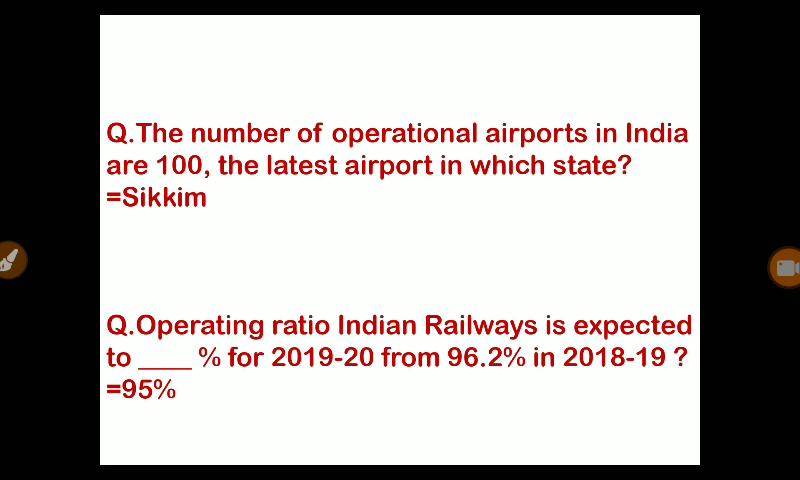 Q.The number of operational airports in India
are 100, the latest airport in which state?
=Sikkim
Q.Operating ratio Indian Railways is expected
to ____ % for 2019-20 from 96.2% in 2018-19 ?
=95%